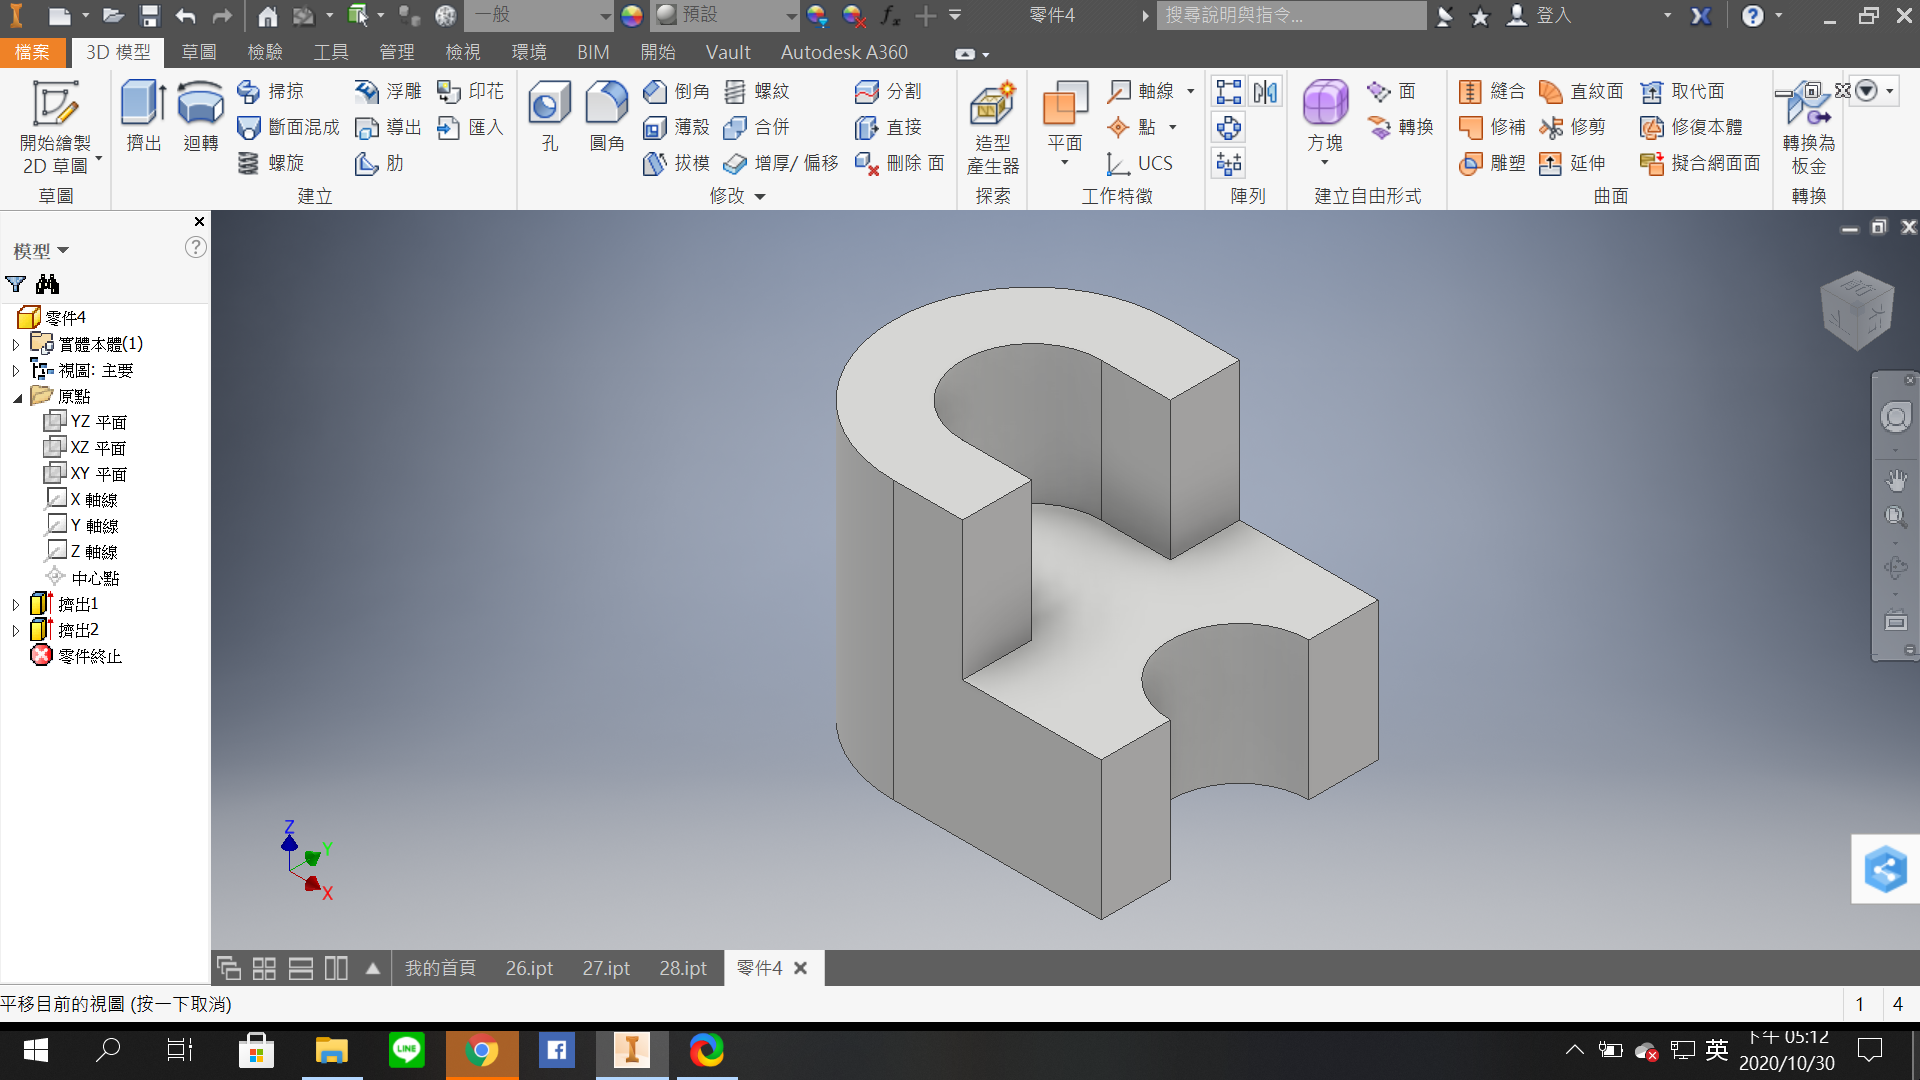 一般 預設 零件4 搜尋說明與指令... 登入
檔案 3D 模型 草圖 檢驗 工具 管理 檢視 環境 BIM 開始 Vault Autodesk A360
開始繪製
2D 草圖
草圖
擠出 迴轉 掃掠 浮雕 印花
斷面混成 導出 匯入
螺旋 肋
建立
孔 圓角 倒角 螺紋 分割
薄殼 合併 直接
拔模 增厚/ 偏移 刪除 面
修改
造型
產生器
探索
平面 軸線
點
UCS
工作特徵
陣列
方塊 面
轉換
建立自由形式
縫合 直紋面 取代面
修補 修剪 修復本體
雕塑 延伸 擬合網面面
曲面
轉換為
板金
轉換
模型
零件4
實體本體(1)
視圖: 主要
原點
YZ 平面
XZ 平面
XY 平面
X 軸線
Y 軸線
Z 軸線
中心點
擠出1
擠出2
零件終止
Z
Y
X
我的首頁 26.ipt 27.ipt 28.ipt 零件4
平移目前的視圖 (按一下取消) 1 4
LINE 英 下午 05:12
2020/10/30